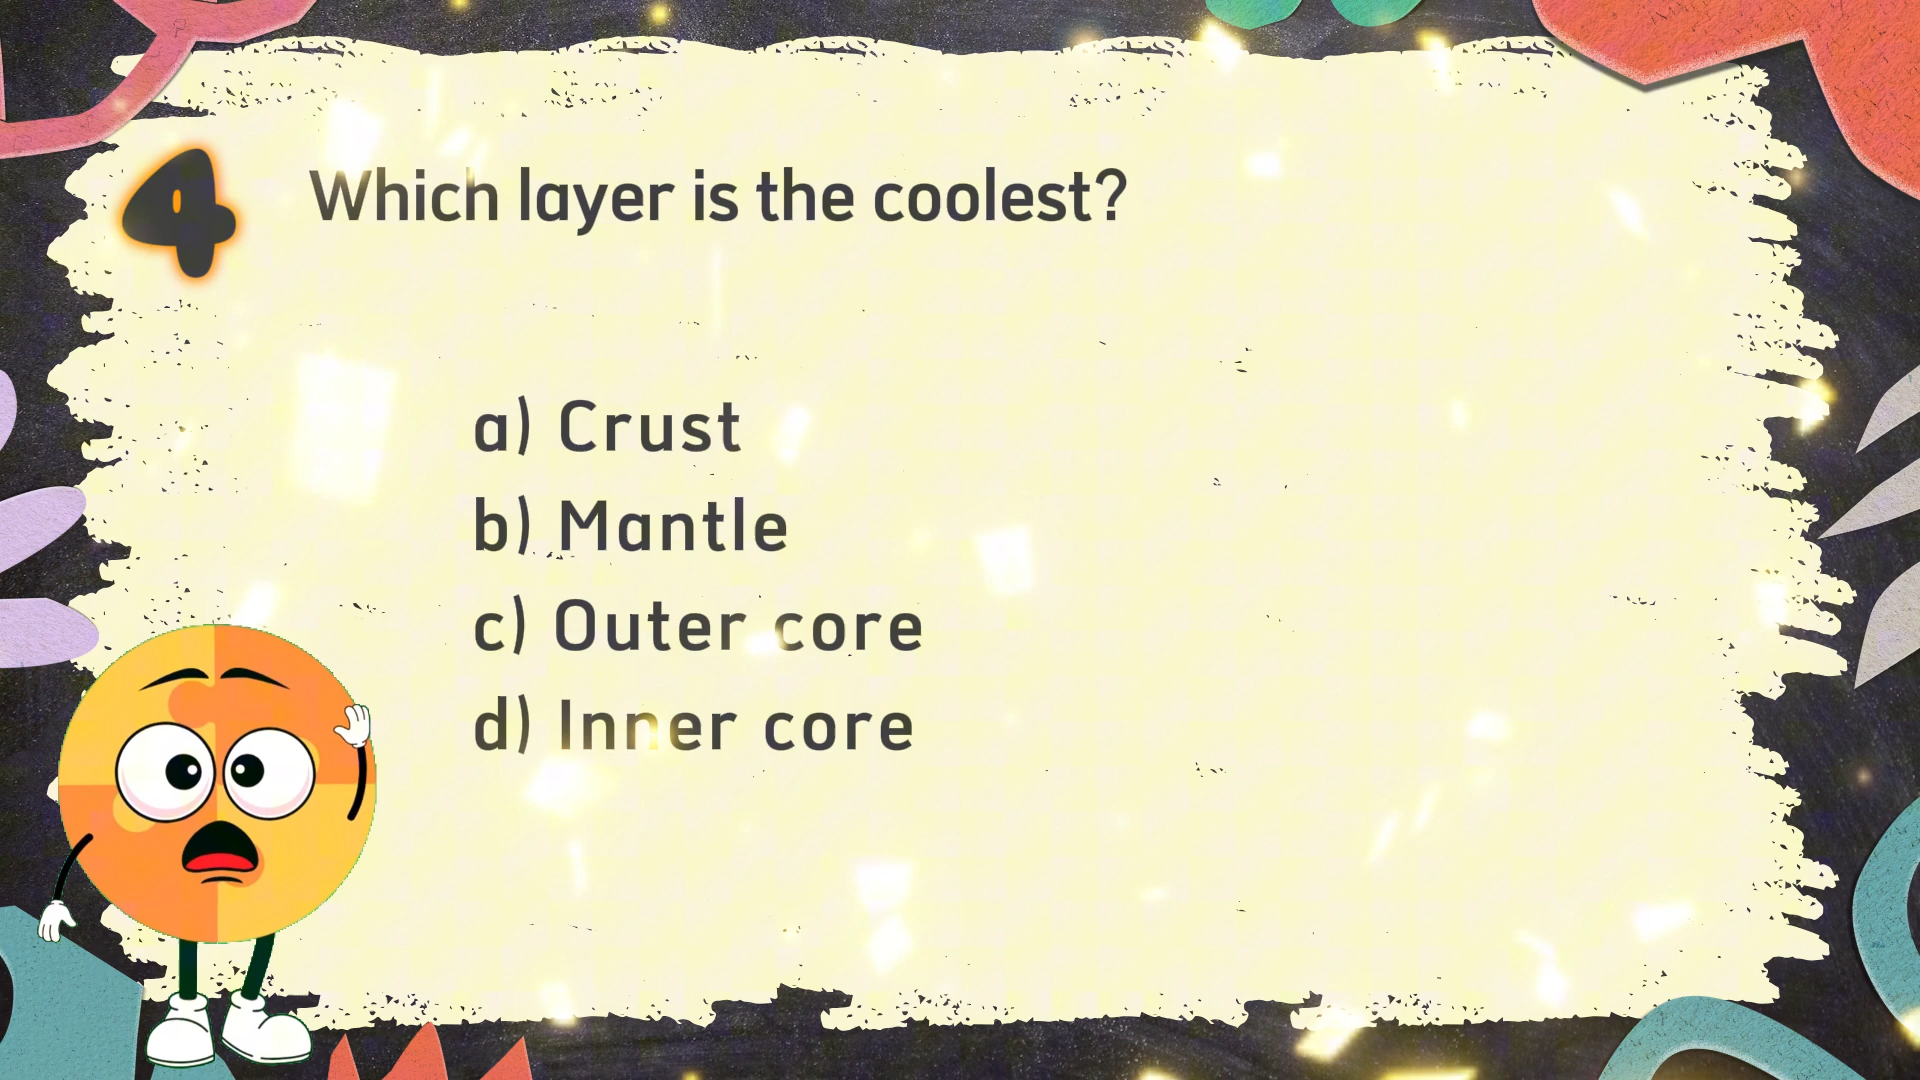 4 Which layer is the coolest?
a) Crust
b) Mantle
c) Outer core
d) Inner core